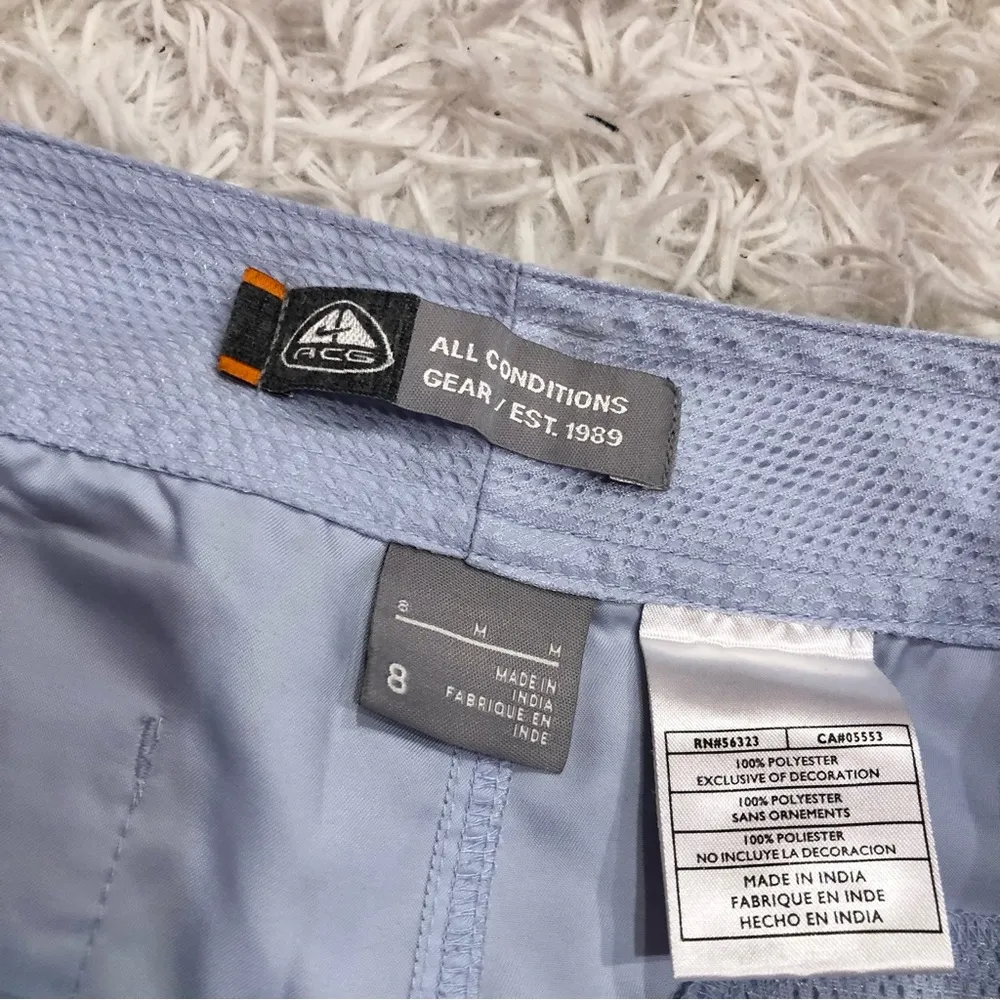 ACG
ALL CONDITIONS
GEAR / EST. 1989
8
M
M
8
MADE IN
INDIA
FABRIQUE EN
INDE
RN#56323 CA#05553
100% POLYESTER
EXCLUSIVE OF DECORATION
100% POLYESTER
SANS ORNEMENTS
100% POLIESTER
NO INCLUYE LA DECORACION
MADE IN INDIA
FABRIQUE EN INDE
HECHO EN INDIA